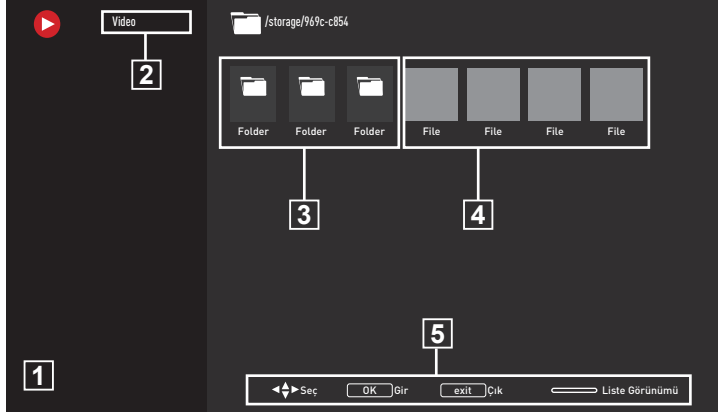 Video
/storage/969c-c854
2
Folder Folder Folder File File File File
3 4
5
1
Seç OK Gir exit Çık Liste Görünümü